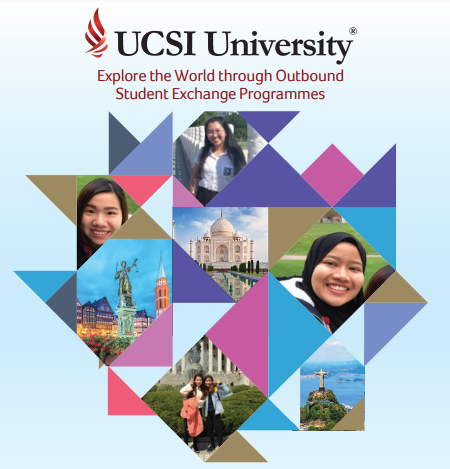 UCSI University®
Explore the World through Outbound
Student Exchange Programmes